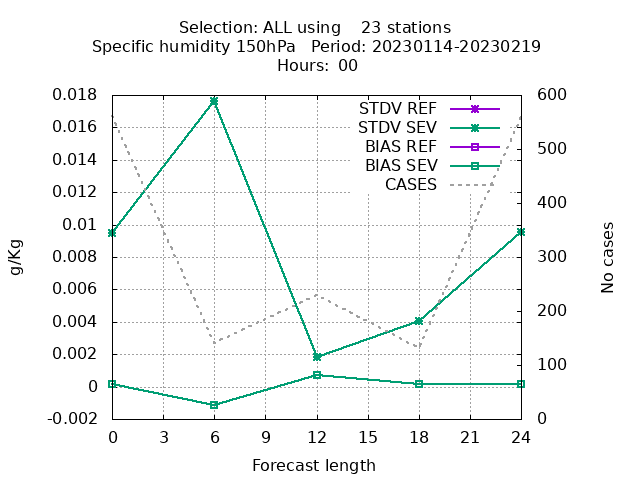 Selection: ALL using    23 stations
Specific humidity 150hPa   Period: 20230114-20230219
Hours:  00
0.018
0.016
0.014
0.012
0.01
0.008
0.006
0.004
0.002
0
-0.002
g/Kg
STDV REF
STDV SEV
BIAS REF
BIAS SEV
CASES
600
500
400
300
200
100
0
No cases
0 3 6 9 12 15 18 21 24
Forecast length